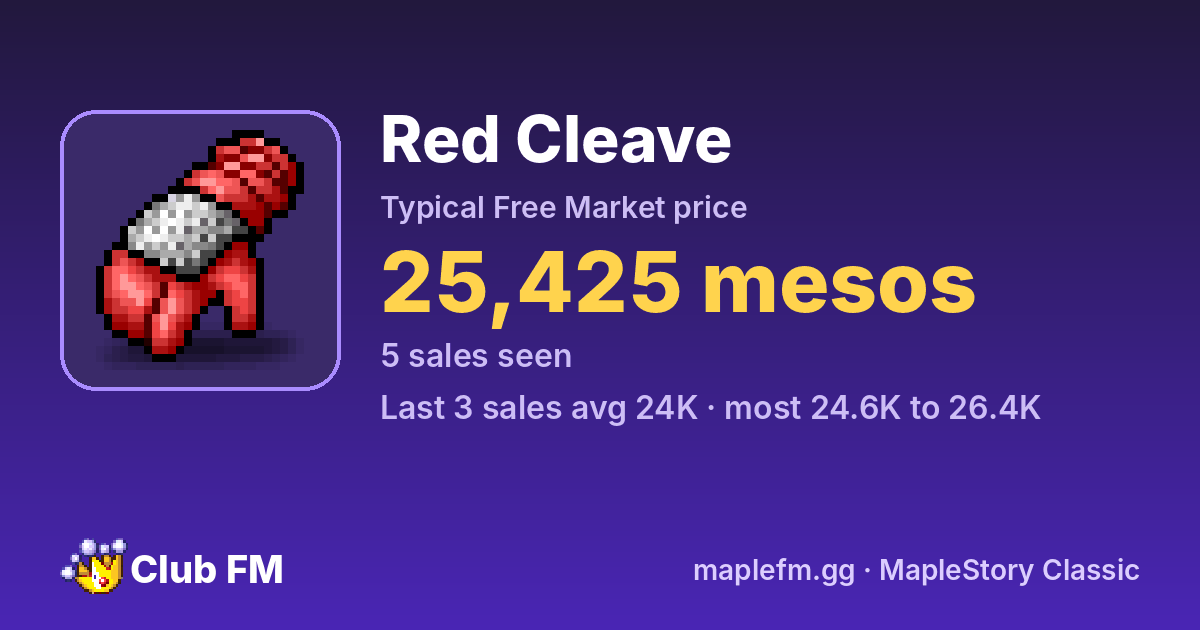 Red Cleave
Typical Free Market price
25,425 mesos
5 sales seen
Last 3 sales avg 24K · most 24.6K to 26.4K
Club FM
maplefm.gg · MapleStory Classic